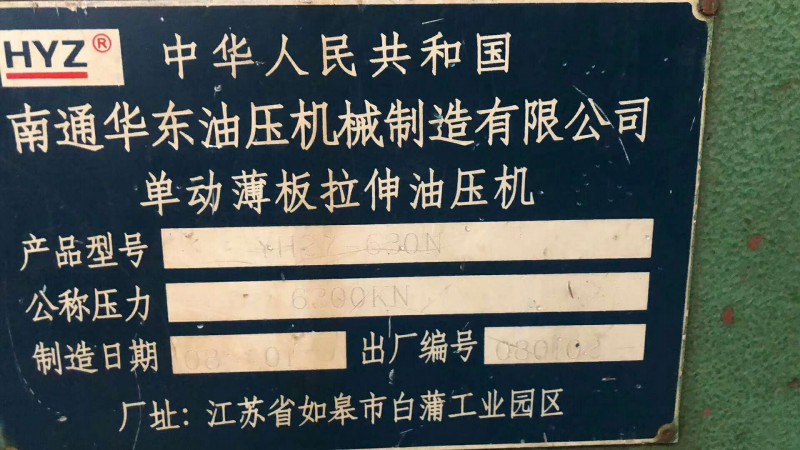 HYZ®
中华人民共和国
南通华东油压机械制造有限公司
单动薄板拉伸油压机
产品型号 630N
公称压力 6300KN
制造日期 出厂编号
厂址：江苏省如皋市白蒲工业园区